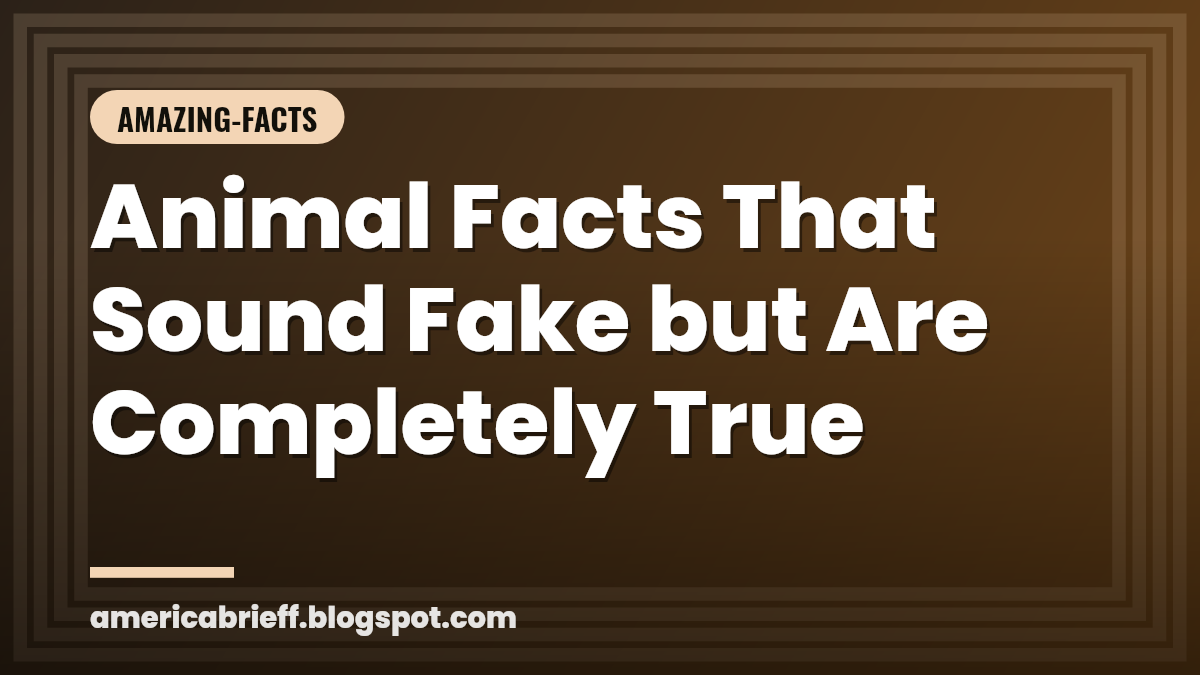 AMAZING-FACTS
Animal Facts That
Sound Fake but Are
Completely True
americabrieff.blogspot.com